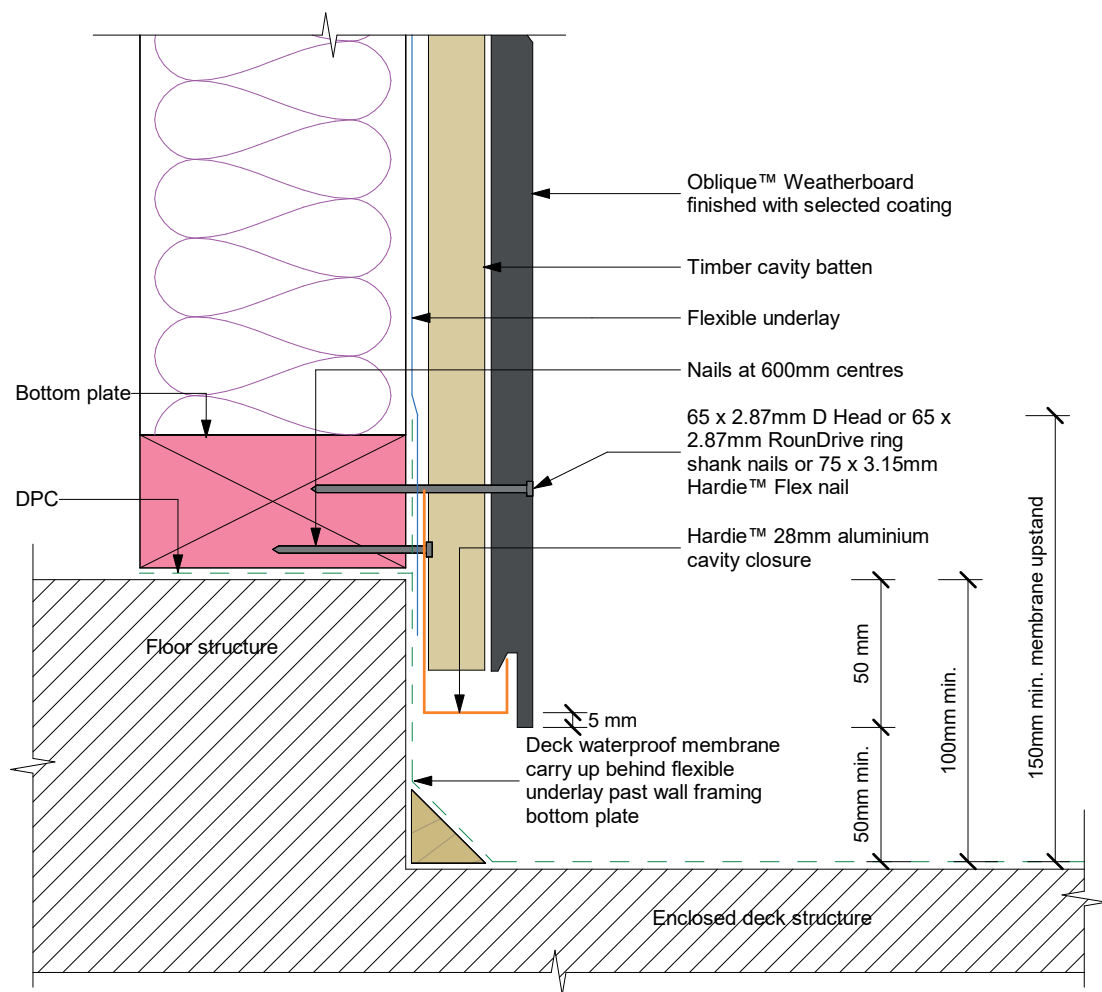 Oblique™ Weatherboard
finished with selected coating
Timber cavity batten
Flexible underlay
Nails at 600mm centres
Bottom plate
65 x 2.87mm D Head or 65 x
2.87mm RounDrive ring
shank nails or 75 x 3.15mm
Hardie™ Flex nail
DPC
Hardie™ 28mm aluminium
cavity closure
Floor structure
50 mm
100mm min.
150mm min. membrane upstand
5 mm
Deck waterproof membrane
carry up behind flexible
underlay past wall framing
bottom plate
50mm min.
Enclosed deck structure